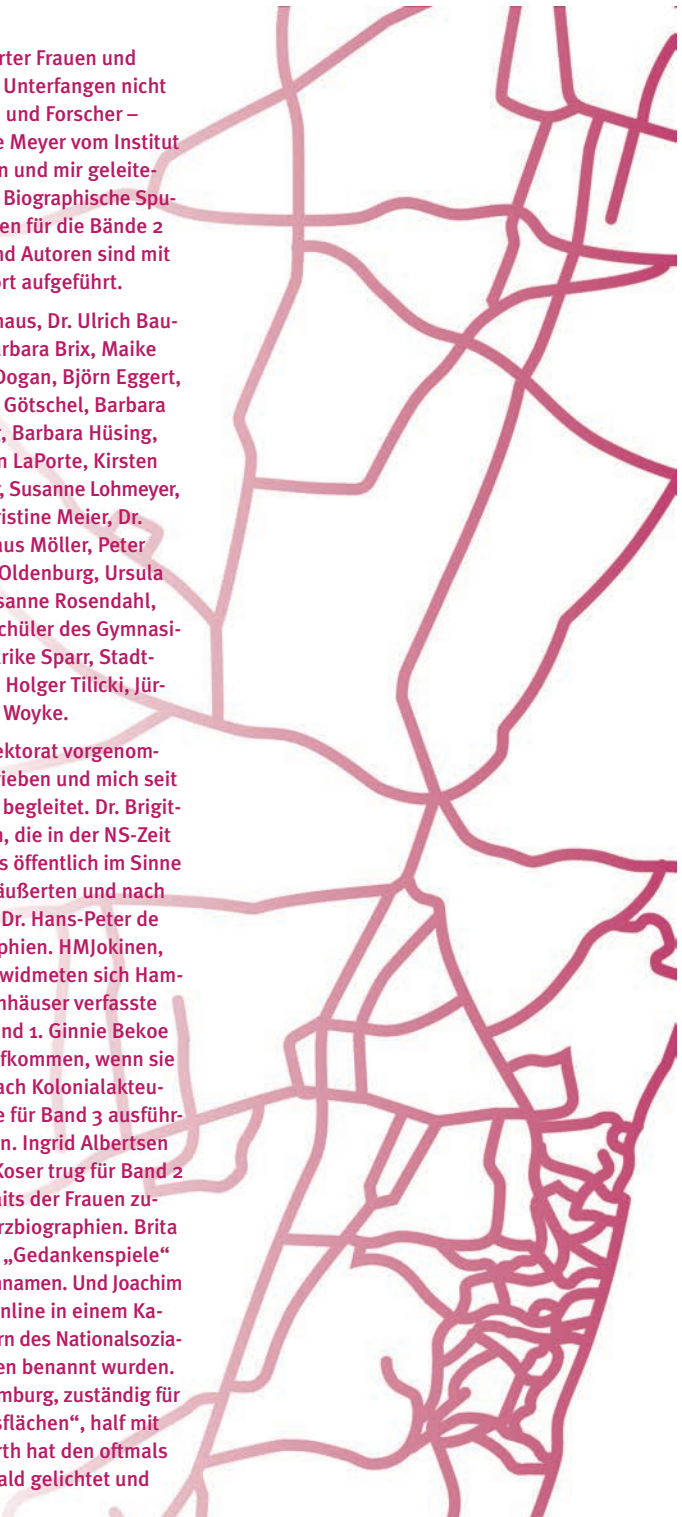 rter Frauen und
Unterfangen nicht
und Forscher –
e Meyer vom Institut
n und mir geleite-
Biographische Spu-
en für die Bände 2
nd Autoren sind mit
rt aufgeführt.
naus, Dr. Ulrich Bau-
rbara Brix, Maike
Dogan, Björn Eggert,
Götschel, Barbara
, Barbara Hüsing,
n LaPorte, Kirsten
, Susanne Lohmeyer,
ristine Meier, Dr.
aus Möller, Peter
Oldenburg, Ursula
sanne Rosendahl,
chüler des Gymnasi-
rike Sparr, Stadt-
Holger Tilicki, Jür-
Woyke.
ektorat vorgenom-
rieben und mich seit
begleitet. Dr. Brigit-
n, die in der NS-Zeit
s öffentlich im Sinne
äußerten und nach
Dr. Hans-Peter de
phien. HMJokinen,
widmeten sich Ham-
nhäuser verfasste
nd 1. Ginnie Bekoe
fkommen, wenn sie
ach Kolonialakteu-
e für Band 3 ausführ-
n. Ingrid Albertsen
Koser trug für Band 2
aits der Frauen zu-
rzbiographien. Brita
„Gedankenspiele“
nnamen. Und Joachim
nline in einem Ka-
rn des Nationalsozia-
en benannt wurden.
mburg, zuständig für
sflächen“, half mit
rth hat den oftmals
ald gelichtet und